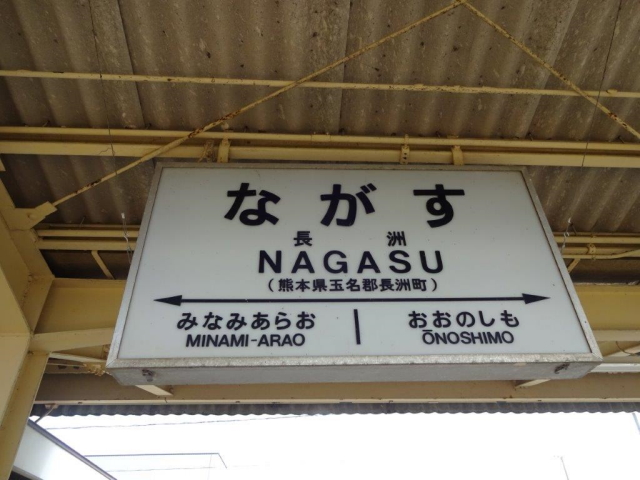 ながす
長洲
NAGASU
(熊本県玉名郡長洲町)
みなみあらお おおのしも
MINAMI-ARAO ŌNOSHIMO